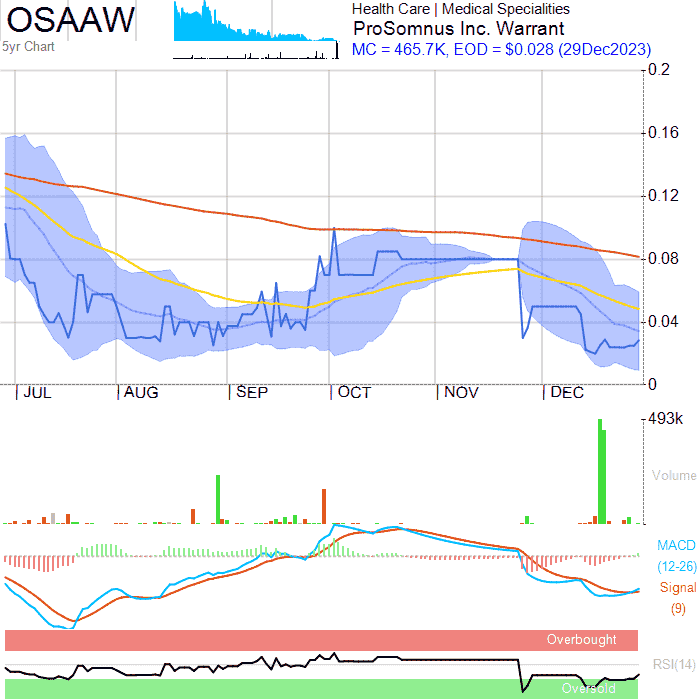 OSAAW
5yr Chart
Health Care | Medical Specialities
ProSomnus Inc. Warrant
MC = 465.7K, EOD = $0.028 (29Dec2023)
0.2
0.16
0.12
0.08
0.04
0
JUL AUG SEP OCT NOV DEC
493k
Volume
MACD
(12-26)
Signal
(9)
Overbought
RSI(14)
Oversold